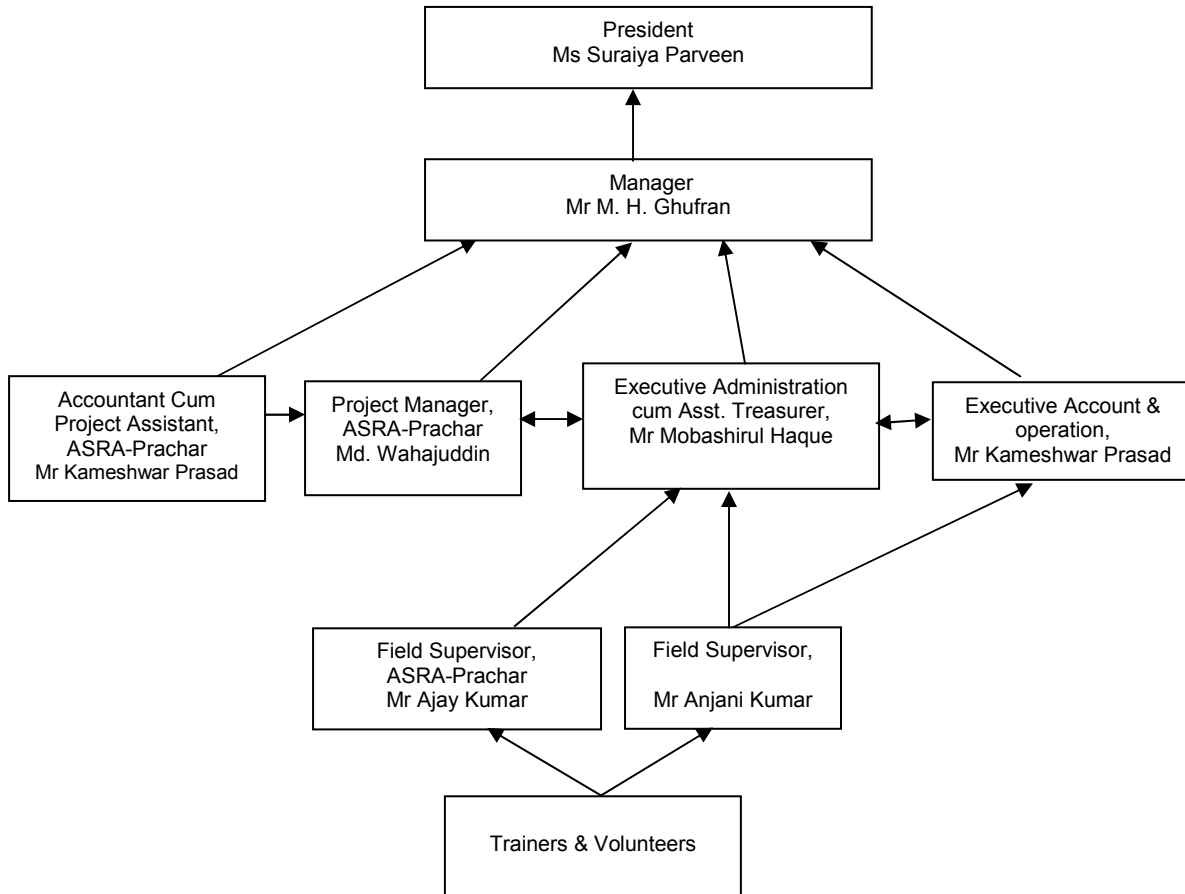 President
Ms Suraiya Parveen
Manager
Mr M. H. Ghufran
Accountant Cum
Project Assistant,
ASRA-Prachar
Mr Kameshwar Prasad
Project Manager,
ASRA-Prachar
Md. Wahajuddin
Executive Administration
cum Asst. Treasurer,
Mr Mobashirul Haque
Executive Account &
operation,
Mr Kameshwar Prasad
Field Supervisor,
ASRA-Prachar
Mr Ajay Kumar
Field Supervisor,
Mr Anjani Kumar
Trainers & Volunteers